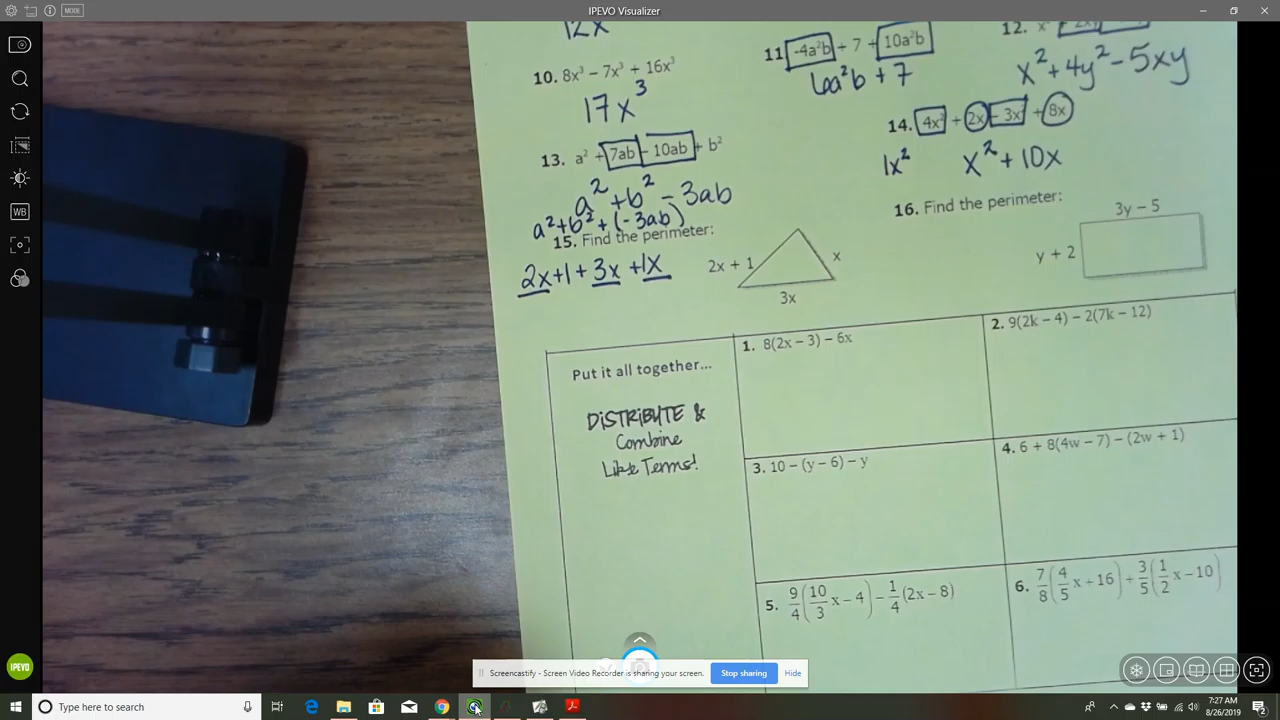 MODE
IPEVO Visualizer
12x
10. 8x³ – 7x³ + 16x³
17x³
11 -4a²b + 7 + 10a²b
6a²b + 7
12.
x² + 4y² - 5xy
13. a² + 7ab – 10ab + b²
a² + b² - 3ab
a² + b² + (-3ab)
14. 4x² + 2x – 3x² + 8x
1x² x² + 10x
15. Find the perimeter:
2x+1 + 3x + 1x
2x + 1
x
3x
16. Find the perimeter:
3y – 5
y + 2
Put it all together...
DISTRIBUTE &
Combine
Like Terms!
1. 8(2x – 3) – 6x
2. 9(2k – 4) – 2(7k – 12)
3. 10 – (y – 6) – y
4. 6 + 8(4w – 7) – (2w + 1)
5. 9/4(10/3x – 4) – 1/4(2x – 8)
6. 7/8(4/5x + 16) + 3/5(1/2x – 10)
WB
IPEVO
Screencastify - Screen Video Recorder is sharing your screen.
Stop sharing
Hide
Type here to search
7:27 AM
8/26/2019
2